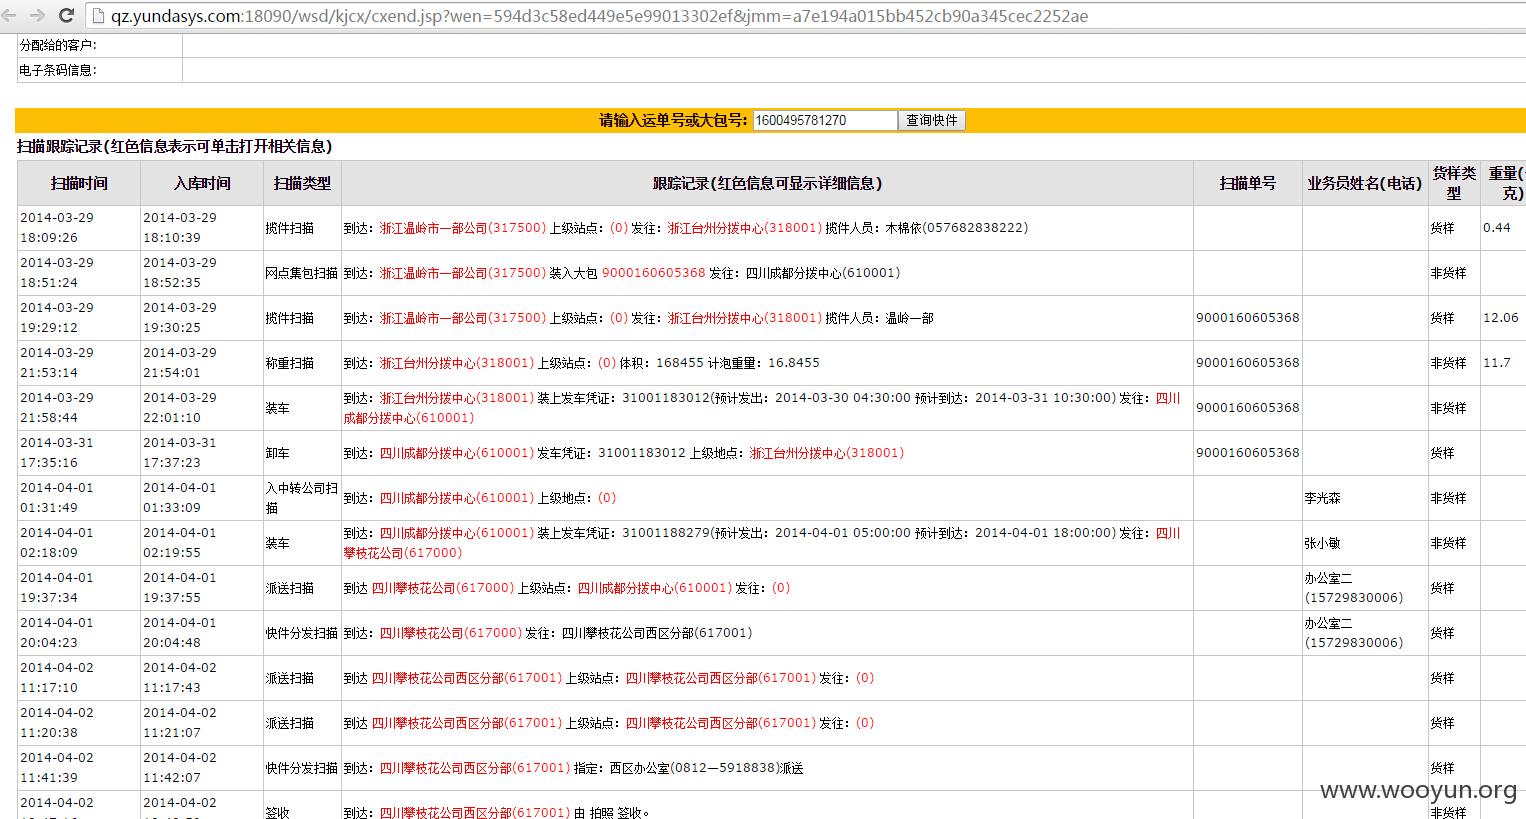 qz.yundasys.com:18090/wsd/kjcx/cxend.jsp?wen=594d3c58ed449e5e99013302ef&jmm=a7e194a015bb452cb90a345cec2252ae
分配给的客户:
电子条码信息:
请输入运单号或大包号: 1600495781270 查询快件
扫描跟踪记录(红色信息表示可单击打开相关信息)
扫描时间 入库时间 扫描类型 跟踪记录(红色信息可显示详细信息) 扫描单号 业务员姓名(电话) 货样类型 重量( 克)
2014-03-29 18:09:26 2014-03-29 18:10:39 揽件扫描 到达: 浙江温岭市一部公司(317500) 上级站点: (0) 发往: 浙江台州分拨中心(318001) 揽件人员: 木棉依(057682838222) 货样 0.44
2014-03-29 18:51:24 2014-03-29 18:52:35 网点集包扫描 到达: 浙江温岭市一部公司(317500) 装入大包 9000160605368 发往: 四川成都分拨中心(610001) 非货样
2014-03-29 19:29:12 2014-03-29 19:30:25 揽件扫描 到达: 浙江温岭市一部公司(317500) 上级站点: (0) 发往: 浙江台州分拨中心(318001) 揽件人员: 温岭一部 9000160605368 货样 12.06
2014-03-29 21:53:14 2014-03-29 21:54:01 称重扫描 到达: 浙江台州分拨中心(318001) 上级站点: (0) 体积: 168455 计泡重量: 16.8455 9000160605368 非货样 11.7
2014-03-29 21:58:44 2014-03-29 22:01:10 装车 到达: 浙江台州分拨中心(318001) 装上发车凭证: 31001183012(预计发出: 2014-03-30 04:30:00 预计到达: 2014-03-31 10:30:00) 发往: 四川成都分拨中心(610001) 9000160605368 非货样
2014-03-31 17:35:16 2014-03-31 17:37:23 卸车 到达: 四川成都分拨中心(610001) 发车凭证: 31001183012 上级地点: 浙江台州分拨中心(318001) 9000160605368 货样
2014-04-01 01:31:49 2014-04-01 01:33:09 入中转公司扫描 到达: 四川成都分拨中心(610001) 上级地点: (0) 李光森 非货样
2014-04-01 02:18:09 2014-04-01 02:19:55 装车 到达: 四川成都分拨中心(610001) 装上发车凭证: 31001188279(预计发出: 2014-04-01 05:00:00 预计到达: 2014-04-01 18:00:00) 发往: 四川攀枝花公司(617000) 张小敏 非货样
2014-04-01 19:37:34 2014-04-01 19:37:55 派送扫描 到达 四川攀枝花公司(617000) 上级站点: 四川成都分拨中心(610001) 发往: (0) 办公室二(15729830006) 货样
2014-04-01 20:04:23 2014-04-01 20:04:48 快件分发扫描 到达: 四川攀枝花公司(617000) 发往: 四川攀枝花公司西区分部(617001) 办公室二(15729830006) 货样
2014-04-02 11:17:10 2014-04-02 11:17:43 派送扫描 到达 四川攀枝花公司西区分部(617001) 上级站点: 四川攀枝花公司西区分部(617001) 发往: (0) 货样
2014-04-02 11:20:38 2014-04-02 11:21:07 派送扫描 到达 四川攀枝花公司西区分部(617001) 上级站点: 四川攀枝花公司西区分部(617001) 发往: (0) 货样
2014-04-02 11:41:39 2014-04-02 11:42:07 快件分发扫描 到达: 四川攀枝花公司西区分部(617001) 指定: 西区办公室(0812—5918838)派送 货样
2014-04-02 2014-04-02 签收 到达: 四川攀枝花公司西区分部(617001) 由 拍照 签收。 非货样
www.wooyun.org